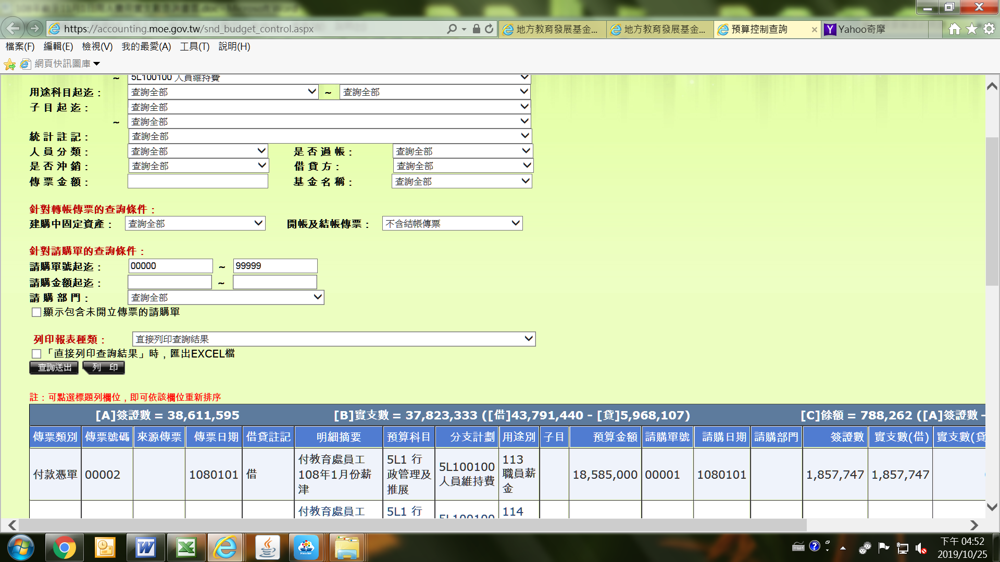 https://accounting.moe.gov.tw/snd_budget_control.aspx
地方教育發展基金...
地方教育發展基金...
預算控制查詢
Yahoo奇摩
檔案(F) 編輯(E) 檢視(V) 我的最愛(A) 工具(T) 說明(H)
網頁快訊圖庫
~ 5L100100 人員維持費
用途科目起迄： 查詢全部 ~ 查詢全部
子目起迄： 查詢全部
~ 查詢全部
統計註記： 查詢全部
人員分類： 查詢全部 是否過帳： 查詢全部
是否沖銷： 查詢全部 借貸方： 查詢全部
傳票金額： 基金名稱： 查詢全部
針對轉帳傳票的查詢條件：
建購中固定資產： 查詢全部 開帳及結帳傳票： 不含結帳傳票
針對請購單的查詢條件：
請購單號起迄： 00000 ~ 99999
請購金額起迄： ~
請購部門： 查詢全部
顯示包含未開立傳票的請購單
列印報表種類： 直接列印查詢結果
「直接列印查詢結果」時，匯出EXCEL檔
查詢送出 列 印
註：可點選標題列欄位，即可依該欄位重新排序
[A]簽證數 = 38,611,595 [B]實支數 = 37,823,333 ([借]43,791,440 - [貸]5,968,107) [C]餘額 = 788,262 ([A]簽證數 -
傳票類別 傳票號碼 來源傳票 傳票日期 借貸註記 明細摘要 預算科目 分支計劃 用途別 子目 預算金額 請購單號 請購日期 請購部門 簽證數 實支數(借) 實支數(貸
付款憑單 00002 1080101 借 付教育處員工108年1月份薪津 5L1 行政管理及推展 5L100100 人員維持費 113 職員薪金 18,585,000 00001 1080101 1,857,747 1,857,747
付教育處員工 5L1 行 5L100100 114
下午 04:52
2019/10/25